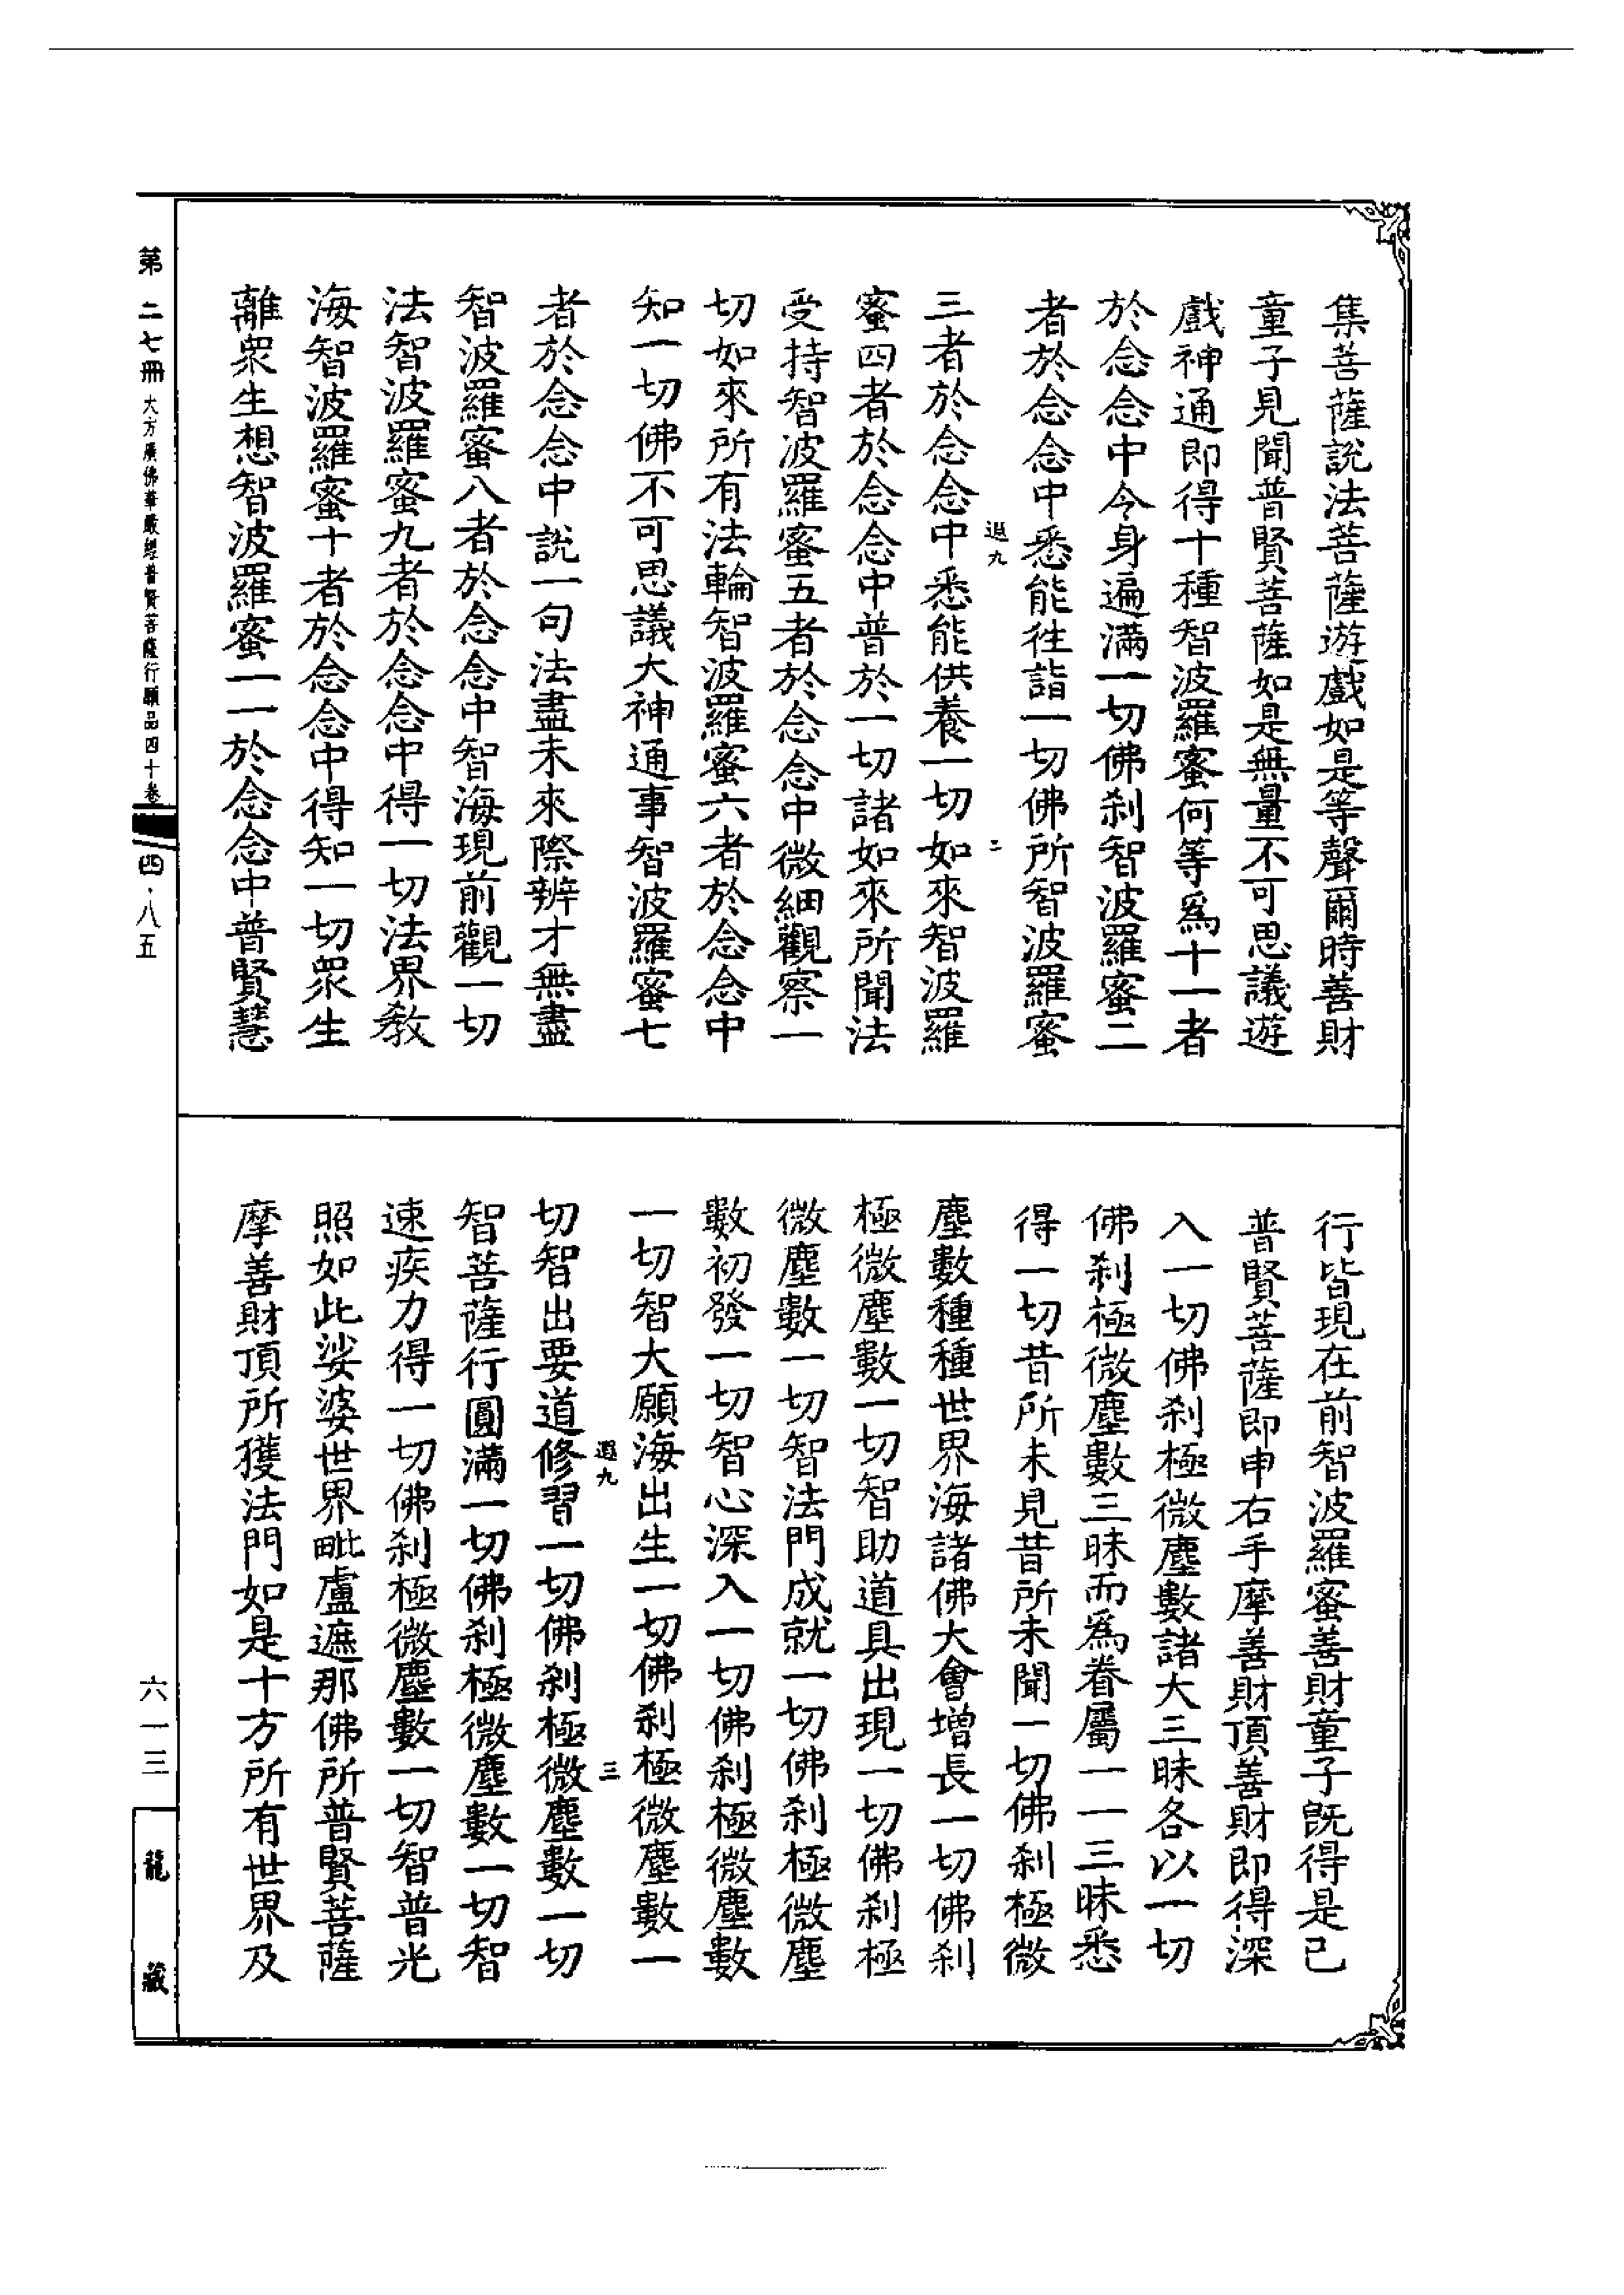 集菩薩說法菩薩遊戲如是等聲爾時善財
童子見聞普賢菩薩如是無量不可思議遊
戲神通即得十種智波羅蜜何等為十一者
於念念中令身遍滿一切佛剎智波羅蜜二
者於念念中悉能往詣一切佛所智波羅蜜
遐九
二
三者於念念中悉能供養一切如來智波羅
蜜四者於念念中普於一切諸如來所聞法
受持智波羅蜜五者於念念中微細觀察一
切如來所有法輪智波羅蜜六者於念念中
知一切佛不可思議大神通事智波羅蜜七
者於念念中說一句法盡未來際辨才無盡
智波羅蜜八者於念念中智海現前觀一切
法智波羅蜜九者於念念中得一切法界教
海智波羅蜜十者於念念中得知一切眾生
離眾生想智波羅蜜一一於念念中普賢慧
行皆現在前智波羅蜜善財童子既得是已
普賢菩薩即申右手摩善財頂善財即得深
入一切佛剎極微塵數諸大三昧各以一切
佛剎極微塵數三昧而為眷屬一一三昧悉
得一切昔所未見昔所未聞一切佛剎極微
塵數種種世界海諸佛大會增長一切佛剎
極微塵數一切智助道具出現一切佛剎極
微塵數一切智法門成就一切佛剎極微塵
數初發一切智心深入一切佛剎極微塵數
一切智大願海出生一切佛剎極微塵數一
遐九
三
切智出要道修習一切佛剎極微塵數一切
智菩薩行圓滿一切佛剎極微塵數一切智
速疾力得一切佛剎極微塵數一切智普光
照如此娑婆世界毗盧遮那佛所普賢菩薩
摩善財頂所獲法門如是十方所有世界及
第二七冊 大方廣佛華嚴經普賢菩薩行願品四十卷 四·八五
六一三
龍藏